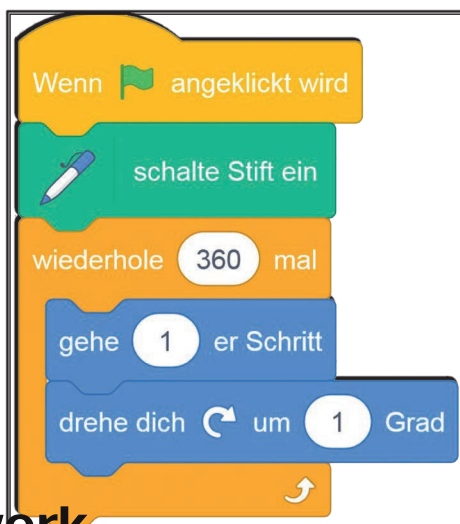 Wenn angeklickt wird
schalte Stift ein
wiederhole 360 mal
gehe 1 er Schritt
drehe dich um 1 Grad